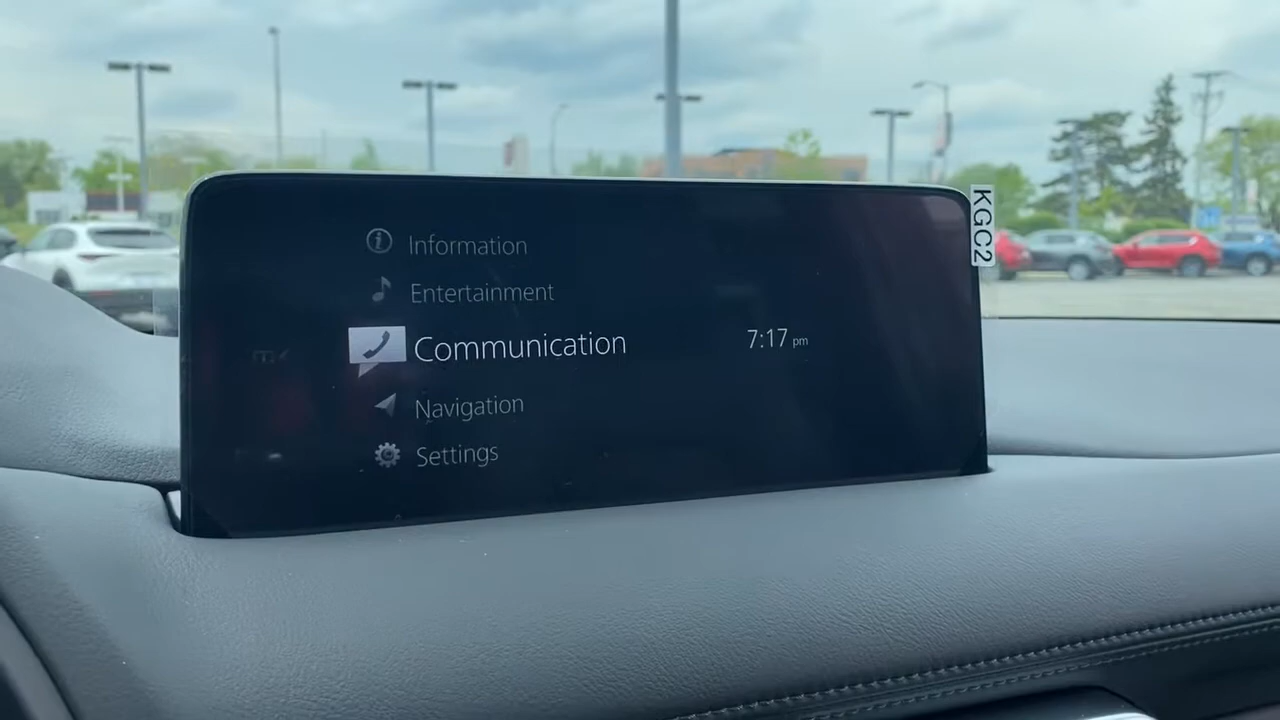 Information
Entertainment
Communication
7:17 pm
Navigation
Settings
KGC2